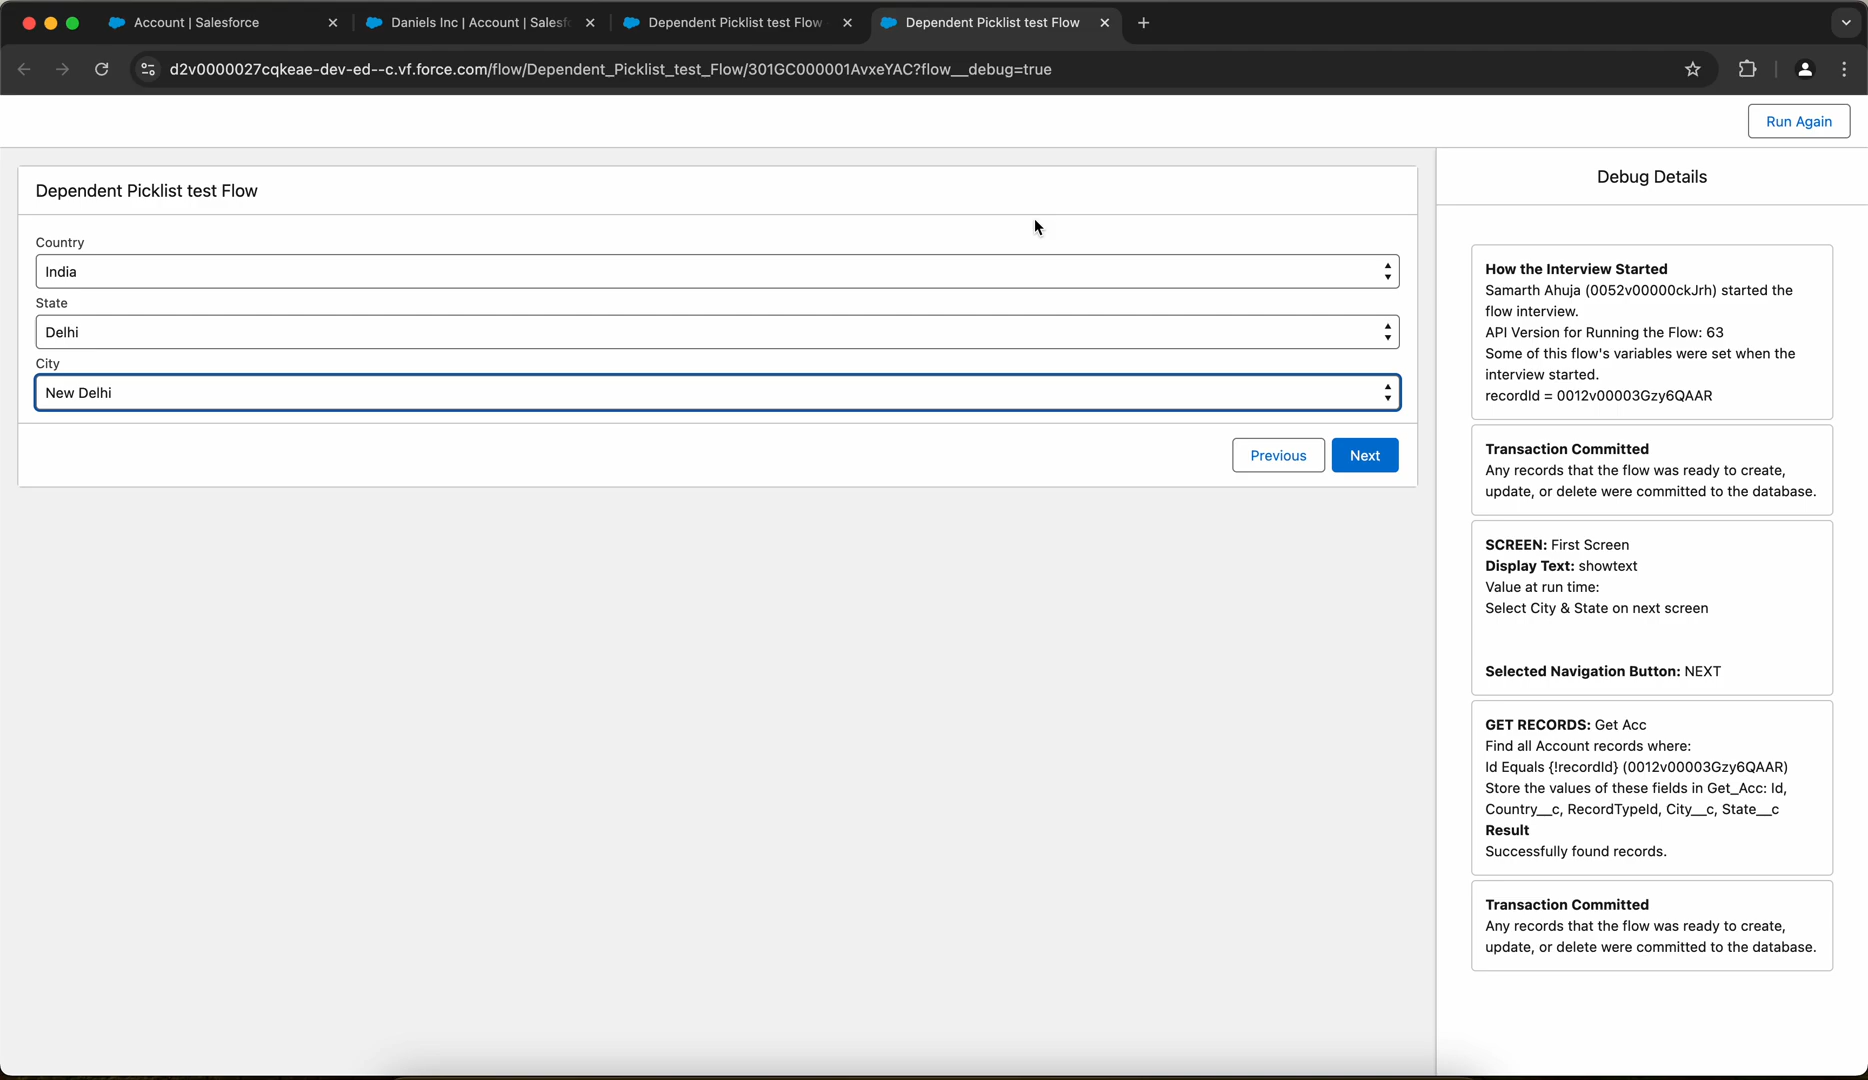 Account | Salesforce
Daniels Inc | Account | Salesf
Dependent Picklist test Flow
Dependent Picklist test Flow
d2v0000027cqkeae-dev-ed--c.vf.force.com/flow/Dependent_Picklist_test_Flow/301GC000001AvxeYAC?flow__debug=true
Run Again
Dependent Picklist test Flow
Country
India
State
Delhi
City
New Delhi
Previous
Next
Debug Details
How the Interview Started
Samarth Ahuja (0052v00000ckJrh) started the
flow interview.
API Version for Running the Flow: 63
Some of this flow's variables were set when the
interview started.
recordId = 0012v00003Gzy6QAAR
Transaction Committed
Any records that the flow was ready to create,
update, or delete were committed to the database.
SCREEN: First Screen
Display Text: showtext
Value at run time:
Select City & State on next screen
Selected Navigation Button: NEXT
GET RECORDS: Get Acc
Find all Account records where:
Id Equals {!recordId} (0012v00003Gzy6QAAR)
Store the values of these fields in Get_Acc: Id,
Country__c, RecordTypeId, City__c, State__c
Result
Successfully found records.
Transaction Committed
Any records that the flow was ready to create,
update, or delete were committed to the database.